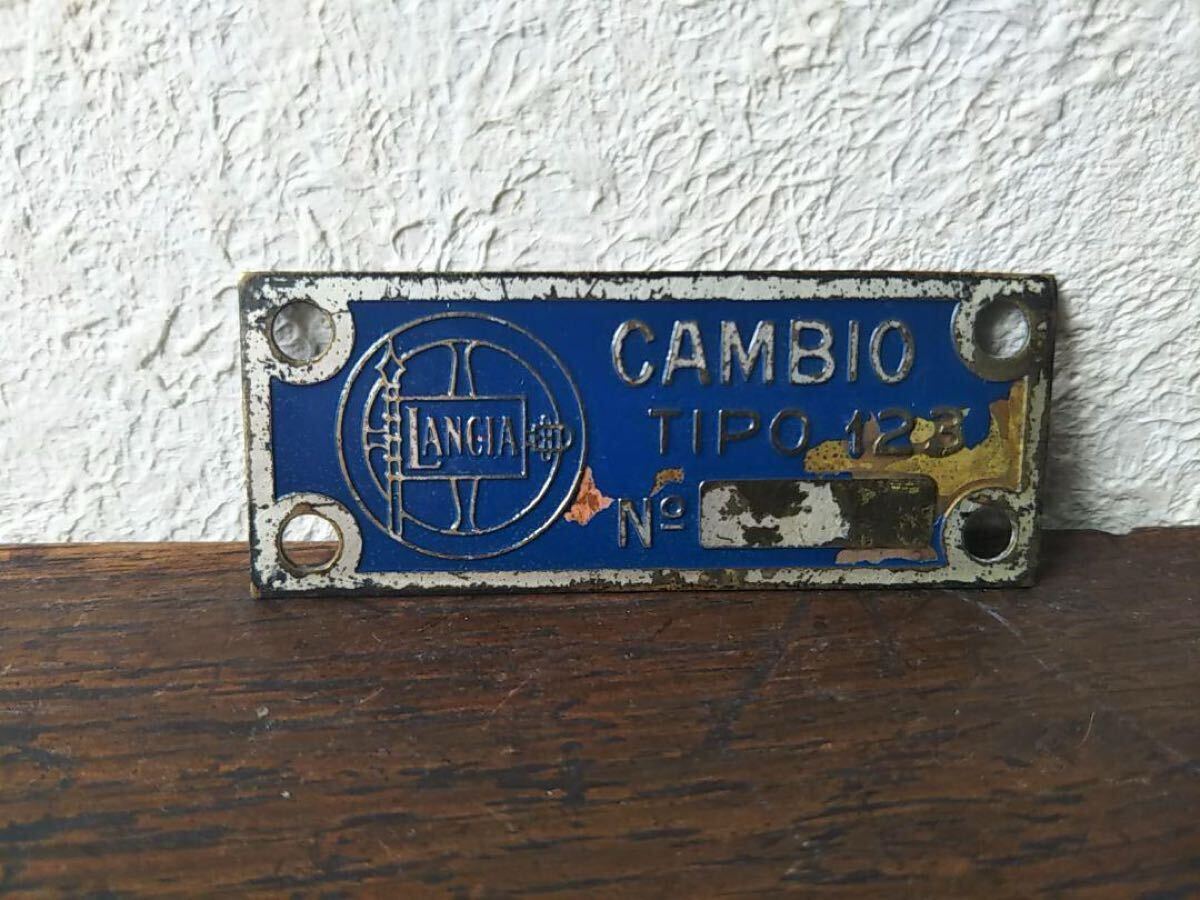 LANCIA
CAMBIO
TIPO 123
Nº